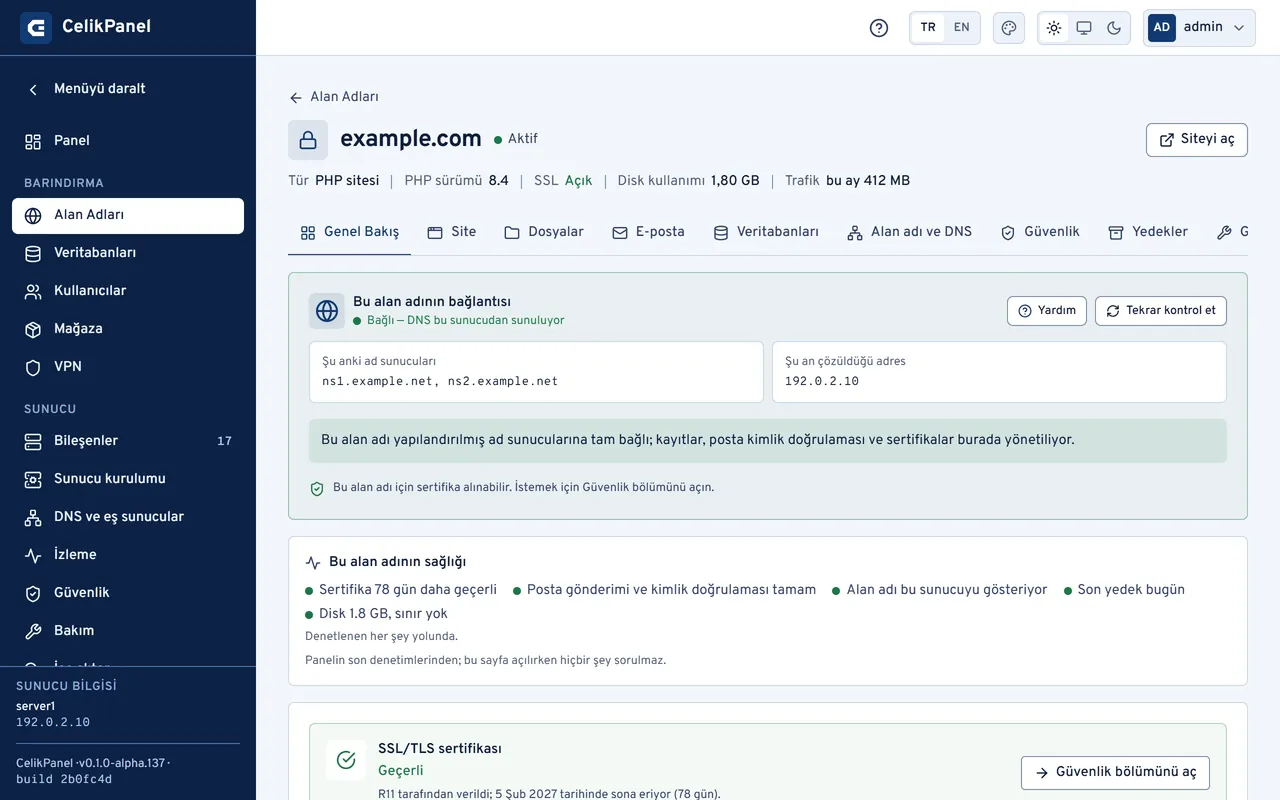 CelikPanel
TR EN
AD admin
Menüyü daralt
Panel
BARINDIRMA
Alan Adları
Veritabanları
Kullanıcılar
Mağaza
VPN
SUNUCU
Bileşenler 17
Sunucu kurulumu
DNS ve eş sunucular
İzleme
Güvenlik
Bakım
SUNUCU BİLGİSİ
server1
192.0.2.10
CelikPanel ·v0.1.0-alpha.137·
build 2b0fc4d
Alan Adları
example.com Aktif
Siteyi aç
Tür PHP sitesi | PHP sürümü 8.4 | SSL Açık | Disk kullanımı 1,80 GB | Trafik bu ay 412 MB
Genel Bakış Site Dosyalar E-posta Veritabanları Alan adı ve DNS Güvenlik Yedekler G
Bu alan adının bağlantısı
Bağlı — DNS bu sunucudan sunuluyor
Yardım Tekrar kontrol et
Şu anki ad sunucuları
ns1.example.net, ns2.example.net
Şu an çözüldüğü adres
192.0.2.10
Bu alan adı yapılandırılmış ad sunucularına tam bağlı; kayıtlar, posta kimlik doğrulaması ve sertifikalar burada yönetiliyor.
Bu alan adı için sertifika alınabilir. İstemek için Güvenlik bölümünü açın.
Bu alan adının sağlığı
Sertifika 78 gün daha geçerli Posta gönderimi ve kimlik doğrulaması tamam Alan adı bu sunucuyu gösteriyor Son yedek bugün
Disk 1.8 GB, sınır yok
Denetlenen her şey yolunda.
Panelin son denetimlerinden; bu sayfa açılırken hiçbir şey sorulmaz.
SSL/TLS sertifikası
Geçerli
R11 tarafından verildi; 5 Şub 2027 tarihinde sona eriyor (78 gün).
Güvenlik bölümünü aç